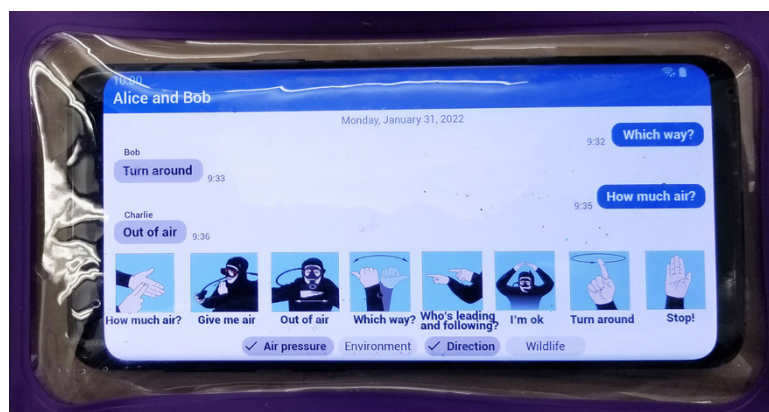 10:00
Alice and Bob
Monday, January 31, 2022
9:32 Which way?
Bob
Turn around 9:33
9:35 How much air?
Charlie
Out of air 9:36
How much air? Give me air Out of air Which way? Who's leading and following? I'm ok Turn around Stop!
Air pressure Environment Direction Wildlife